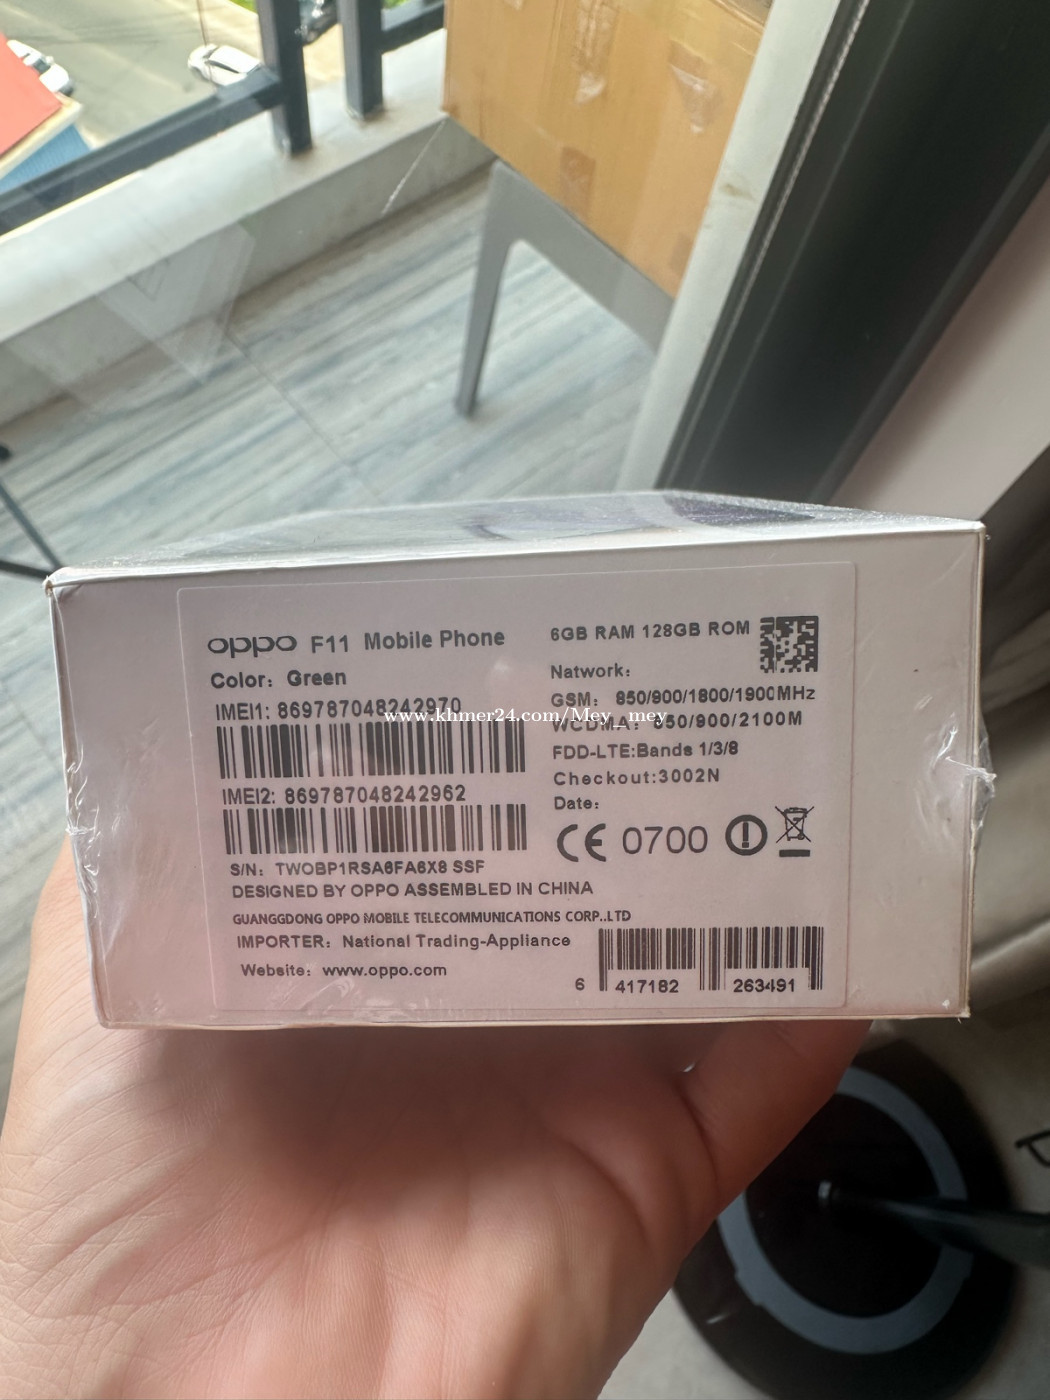 oppo F11 Mobile Phone
Color: Green
IMEI1: 869787048242970
IMEI2: 869787048242962
S/N: TWOBP1RSA6FA6X8 SSF
DESIGNED BY OPPO ASSEMBLED IN CHINA
GUANGGDONG OPPO MOBILE TELECOMMUNICATIONS CORP..LTD
IMPORTER: National Trading-Appliance
Website: www.oppo.com
6GB RAM 128GB ROM
Natwork:
GSM: 850/900/1800/1900MHz
WCDMA: 850/900/2100M
FDD-LTE:Bands 1/3/8
Checkout:3002N
Date:
CE 0700
6 417182 263491
www.khmer24.com/Mey_mey